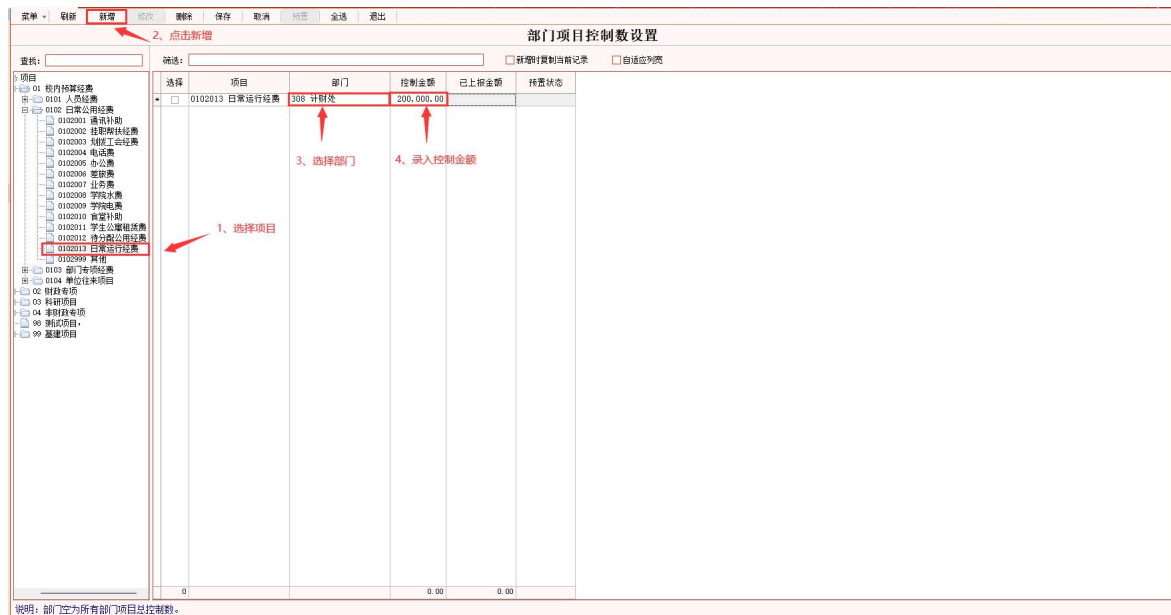 菜单 刷新 新增 修改 删除 保存 取消 预置 全选 退出
2、点击新增
部门项目控制数设置
查找:
筛选:
新增时复制当前记录 自适应列宽
项目
01 校内预算经费
0101 人员经费
0102 日常公用经费
0102001 通讯补助
0102002 挂职帮扶经费
0102003 划拨工会经费
0102004 电话费
0102005 办公费
0102006 差旅费
0102007 业务费
0102008 学院水费
0102009 学院电费
0102010 食堂补助
0102011 学生公寓租赁费
0102012 待分配公用经费
0102013 日常运行经费
0102999 其他
0103 部门专项经费
0104 单位往来项目
02 财政专项
03 科研项目
04 非财政专项
98 测试项目,
99 基建项目
选择 项目 部门 控制金额 已上报金额 预置状态
0102013 日常运行经费 308 计财处 200,000.00
3、选择部门
4、录入控制金额
1、选择项目
0 0.00 0.00
说明: 部门空为所有部门项目总控制数。